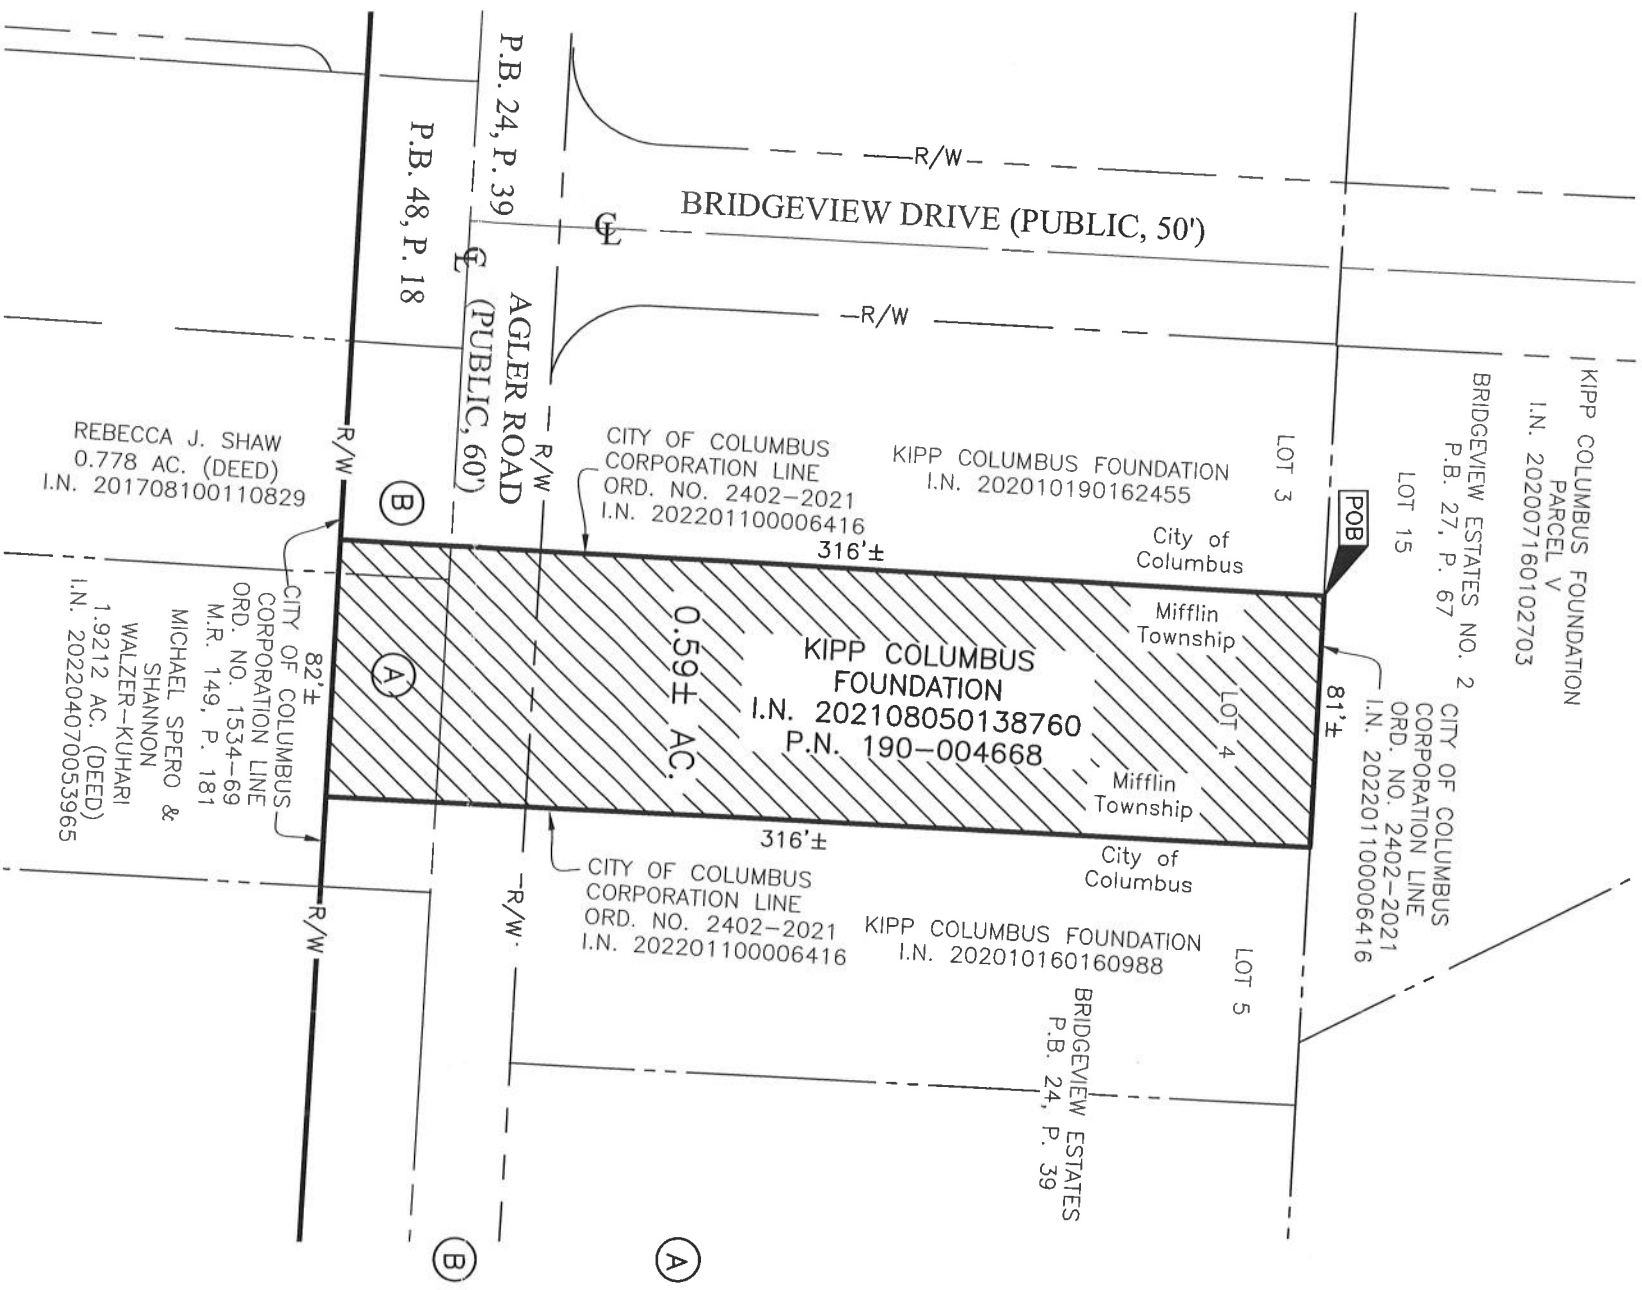 P.B. 24, P. 39
P.B. 48, P. 18
R/W
BRIDGEVIEW DRIVE (PUBLIC, 50')
CL
CL
R/W
AGLER ROAD
(PUBLIC, 60')
R/W
R/W
KIPP COLUMBUS FOUNDATION
PARCEL V
I.N. 202007160102703
BRIDGEVIEW ESTATES NO. 2
P.B. 27, P. 67
LOT 15
LOT 3
POB
KIPP COLUMBUS FOUNDATION
I.N. 202010190162455
CITY OF COLUMBUS
CORPORATION LINE
ORD. NO. 2402-2021
I.N. 202201100006416
316'±
City of
Columbus
REBECCA J. SHAW
0.778 AC. (DEED)
I.N. 201708100110829
B
Mifflin
Township
KIPP COLUMBUS
FOUNDATION
I.N. 202108050138760
P.N. 190-004668
0.59± AC.
LOT 4
A
Mifflin
Township
81'±
CITY OF COLUMBUS
CORPORATION LINE
ORD. NO. 2402-2021
I.N. 202201100006416
82'±
CITY OF COLUMBUS
CORPORATION LINE
ORD. NO. 1534-69
M.R. 149, P. 181
MICHAEL SPERO &
SHANNON
WALZER-KUHARI
1.9212 AC. (DEED)
I.N. 202204070053965
316'±
City of
Columbus
CITY OF COLUMBUS
CORPORATION LINE
ORD. NO. 2402-2021
I.N. 202201100006416
KIPP COLUMBUS FOUNDATION
I.N. 202010160160988
LOT 5
R/W
R/W
BRIDGEVIEW ESTATES
P.B. 24, P. 39
B
A